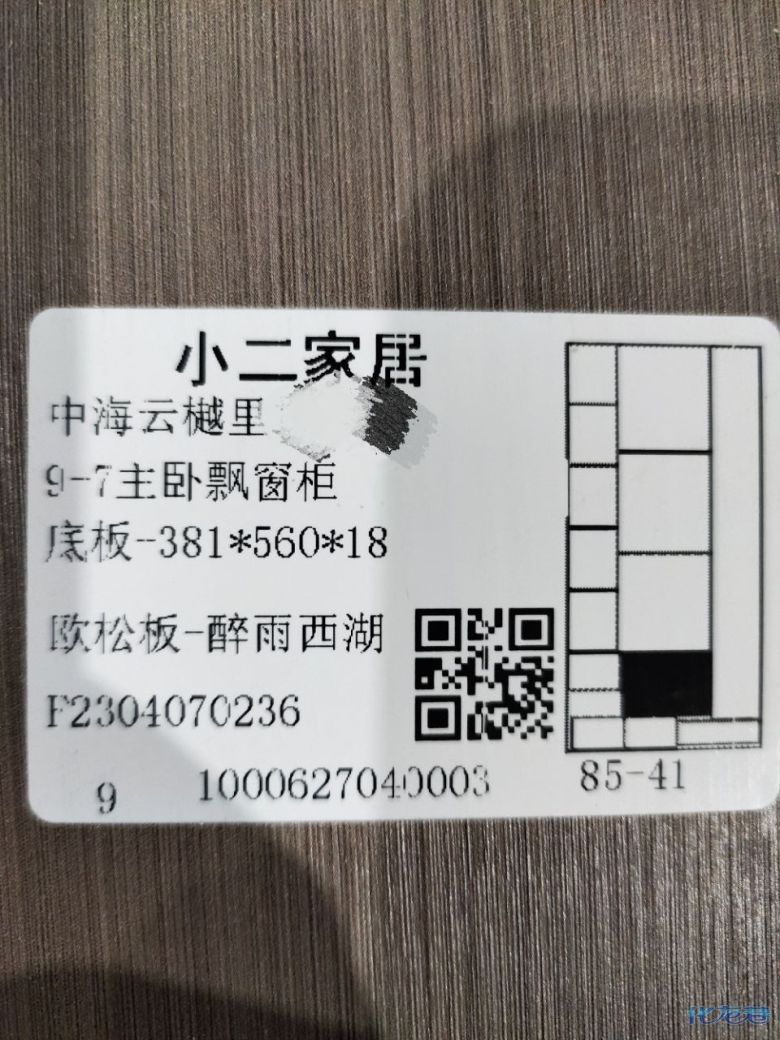 小二家居
中海云樾里
9-7主卧飘窗柜
底板-381*560*18
欧松板-醉雨西湖
F2304070236
9 1000627040003
85-41